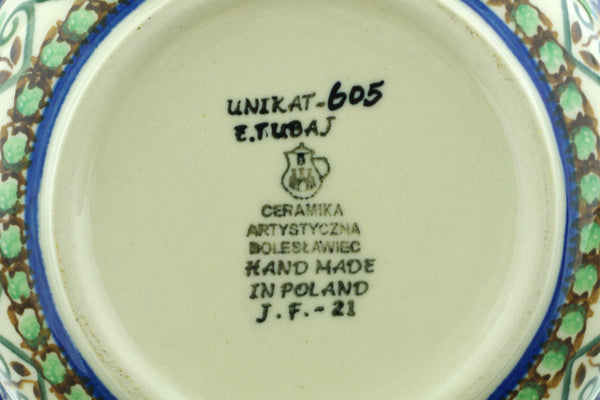 UNIKAT-605
E.TUBAJ
B
CERAMIKA
ARTYSTYCZNA
BOLESŁAWIEC
HAND MADE
IN POLAND
J.F.-21